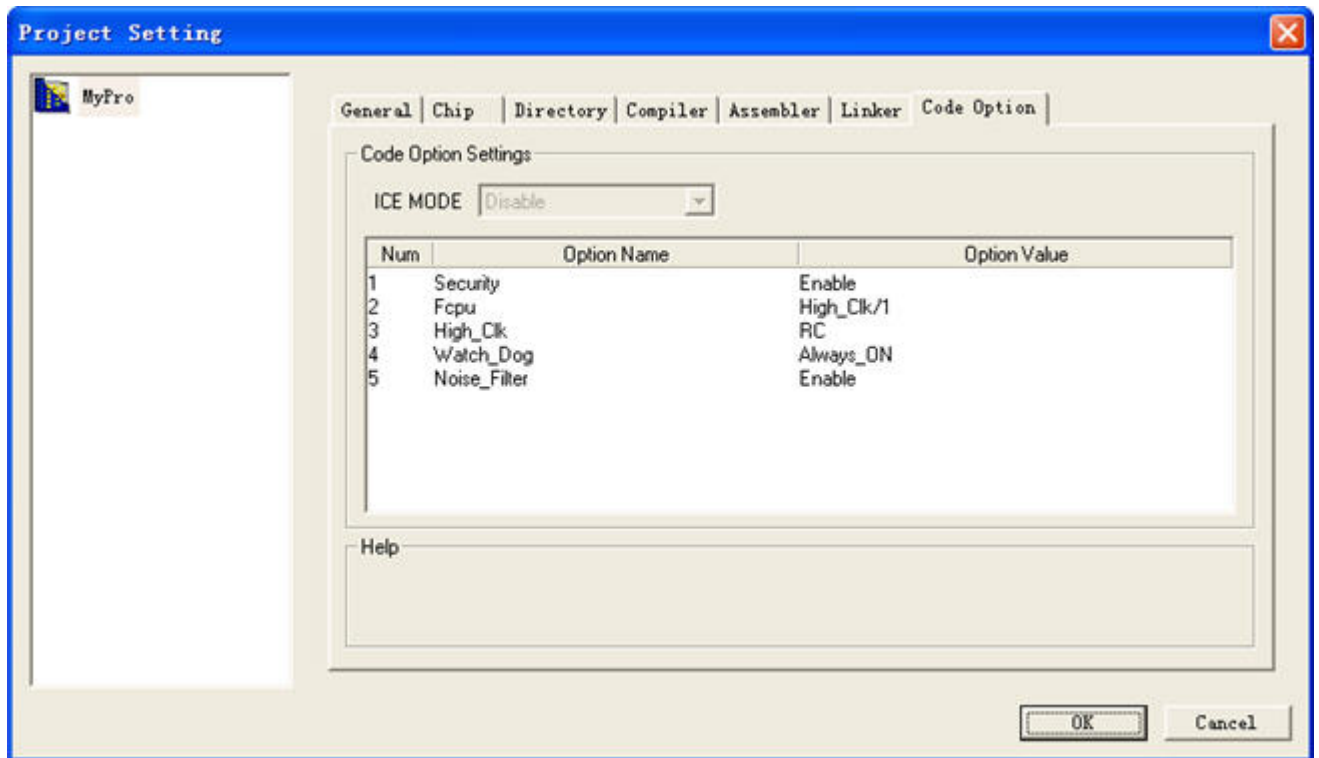 Project Setting
MyPro
General Chip Directory Compiler Assembler Linker Code Option
Code Option Settings
ICE MODE Disable
Num Option Name Option Value
1 Security Enable
2 Fcpu High_Clk/1
3 High_Clk RC
4 Watch_Dog Always_ON
5 Noise_Filter Enable
Help
OK Cancel